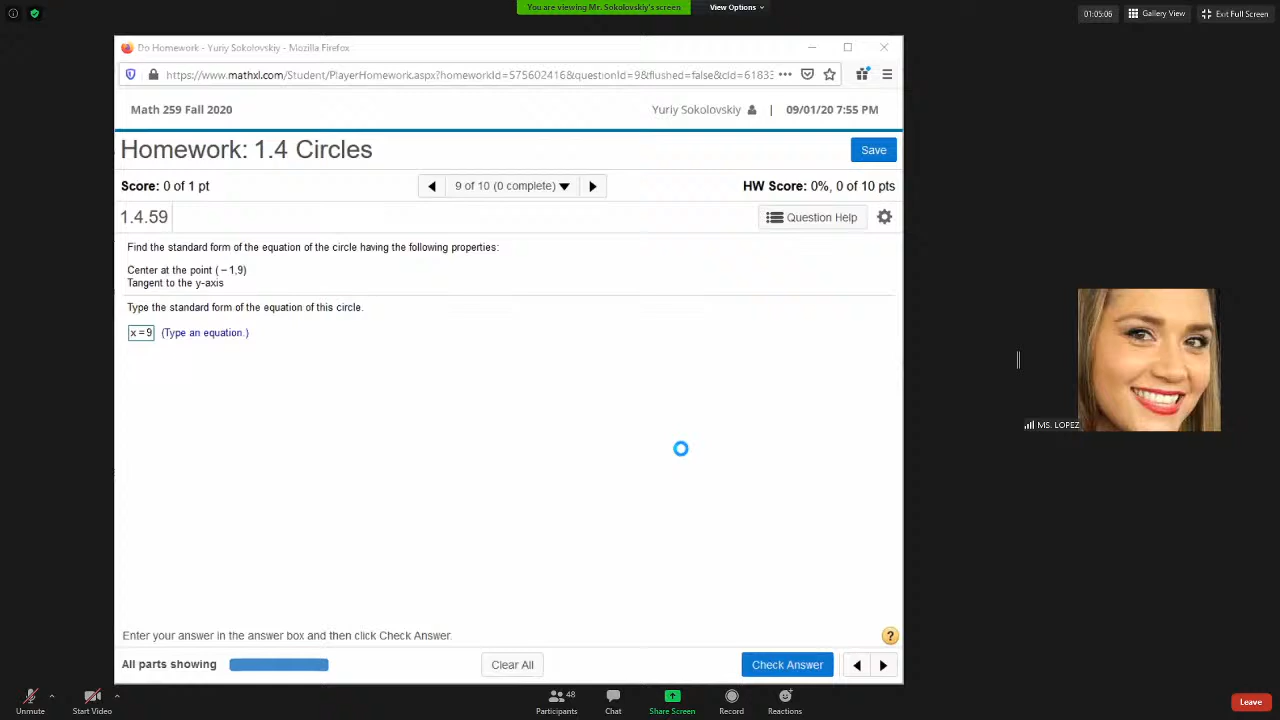 You are viewing Mr. Sokolovskiy's screen
View Options
01:05:06
Gallery View
Exit Full Screen
Do Homework - Yuriy Sokolovskiy - Mozilla Firefox
https://www.mathxl.com/Student/PlayerHomework.aspx?homeworkId=575602416&questionId=9&flushed=false&cId=61833
Math 259 Fall 2020
Yuriy Sokolovskiy | 09/01/20 7:55 PM
Homework: 1.4 Circles
Save
Score: 0 of 1 pt
9 of 10 (0 complete)
HW Score: 0%, 0 of 10 pts
1.4.59
Question Help
Find the standard form of the equation of the circle having the following properties:
Center at the point ( − 1,9)
Tangent to the y-axis
Type the standard form of the equation of this circle.
x = 9 (Type an equation.)
MS. LOPEZ
Enter your answer in the answer box and then click Check Answer.
?
All parts showing
Clear All
Check Answer
Unmute
Start Video
Participants
48
Chat
Share Screen
Record
Reactions
Leave